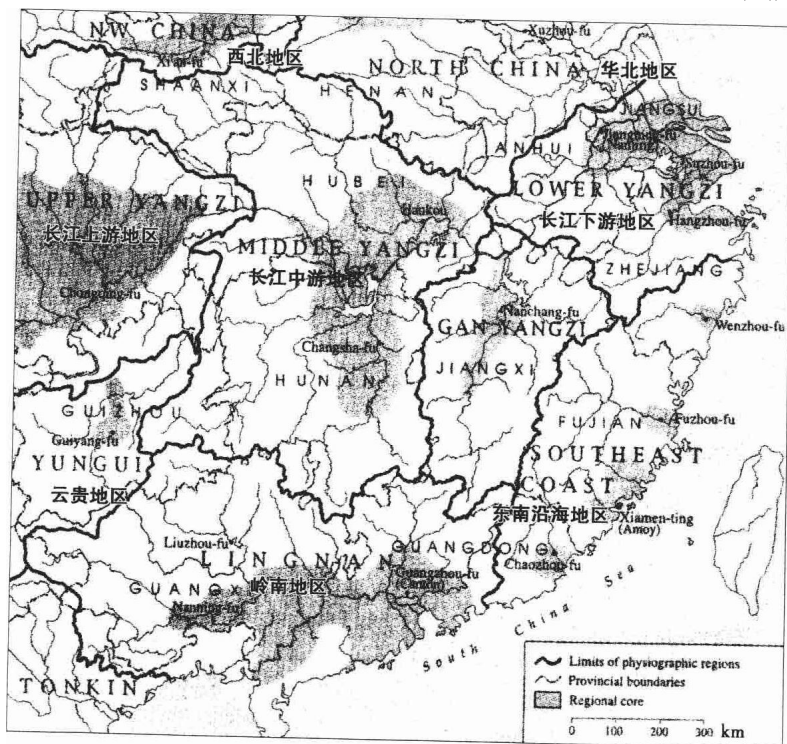 NW CHINA
Xuzhou-fu
Xi'an-fu
西北地区
NORTH CHINA
华北地区
SHAANXI
HENAN
JIANGSU
Jiangning-fu
(Nanjing)
ANHUI
Suzhou-fu
HUBEI
UPPER YANGZI
LOWER YANGZI
Hankou
长江上游地区
长江下游地区
Hangzhou-fu
MIDDLE YANGZI
长江中游地区
ZHEJIANG
Chongqing-fu
Nanchang-fu
GAN YANGZI
Wenzhou-fu
Changsha-fu
JIANGXI
HUNAN
GUIZHOU
FUJIAN
Fuzhou-fu
Guiyang-fu
YUNGUI
SOUTHEAST
COAST
云贵地区
东南沿海地区
Xiamen-ting
(Amoy)
Liuzhou-fu
GUANGDONG
LINGNAN
Chaozhou-fu
Guangzhou-fu
(Canton)
GUANGXI
岭南地区
Nanning-fu
South China Sea
TONKIN
Limits of physiographic regions
Provincial boundaries
Regional core
0 100 200 300 km